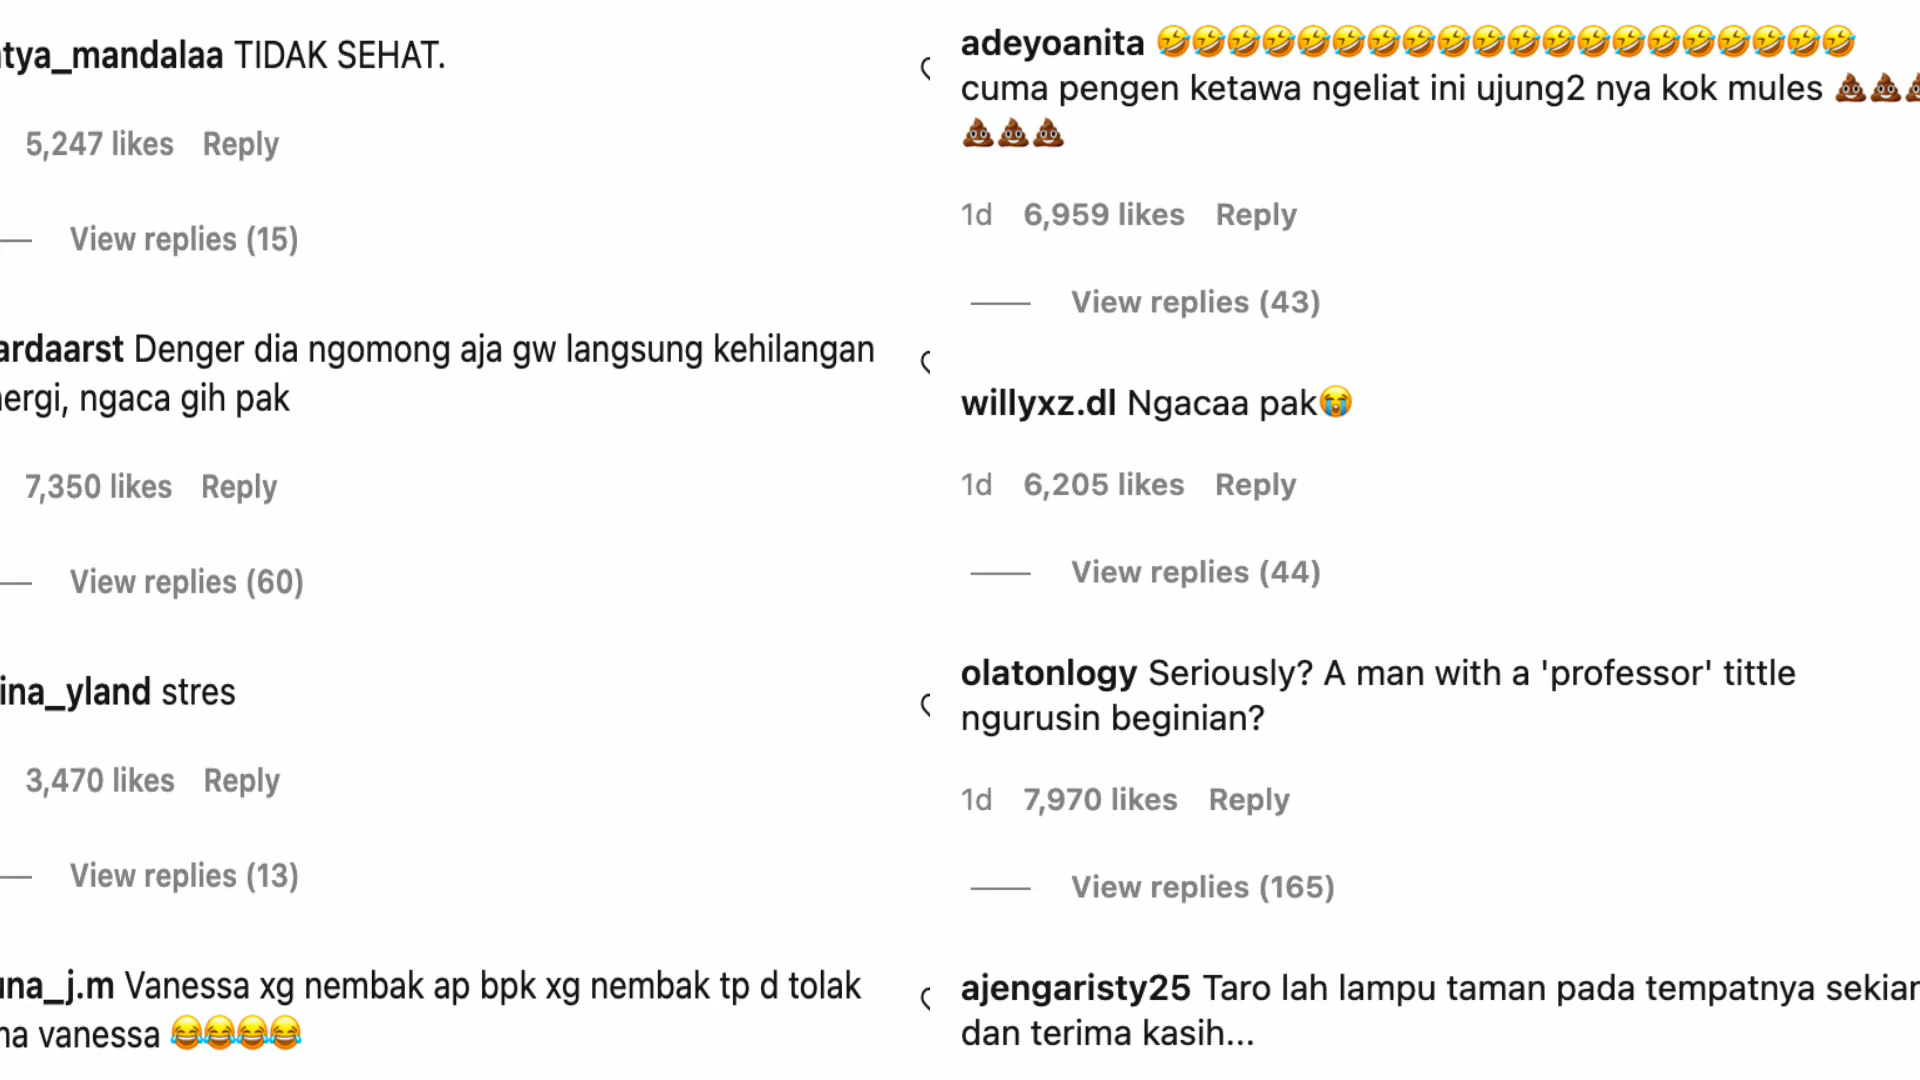 tya_mandalaa TIDAK SEHAT.
5,247 likes Reply
View replies (15)
ardaarst Denger dia ngomong aja gw langsung kehilangan
ergi, ngaca gih pak
7,350 likes Reply
View replies (60)
ina_yland stres
3,470 likes Reply
View replies (13)
na_j.m Vanessa xg nembak ap bpk xg nembak tp d tolak
a vanessa 😂😂😂😂
adeyoanita 🤣🤣🤣🤣🤣🤣🤣🤣🤣🤣🤣🤣🤣🤣🤣🤣🤣🤣🤣🤣
cuma pengen ketawa ngeliat ini ujung2 nya kok mules 💩💩💩
💩💩💩
1d 6,959 likes Reply
View replies (43)
willyxz.dl Ngacaa pak😭
1d 6,205 likes Reply
View replies (44)
olatonlogy Seriously? A man with a 'professor' tittle
ngurusin beginian?
1d 7,970 likes Reply
View replies (165)
ajengaristy25 Taro lah lampu taman pada tempatnya sekian
dan terima kasih...